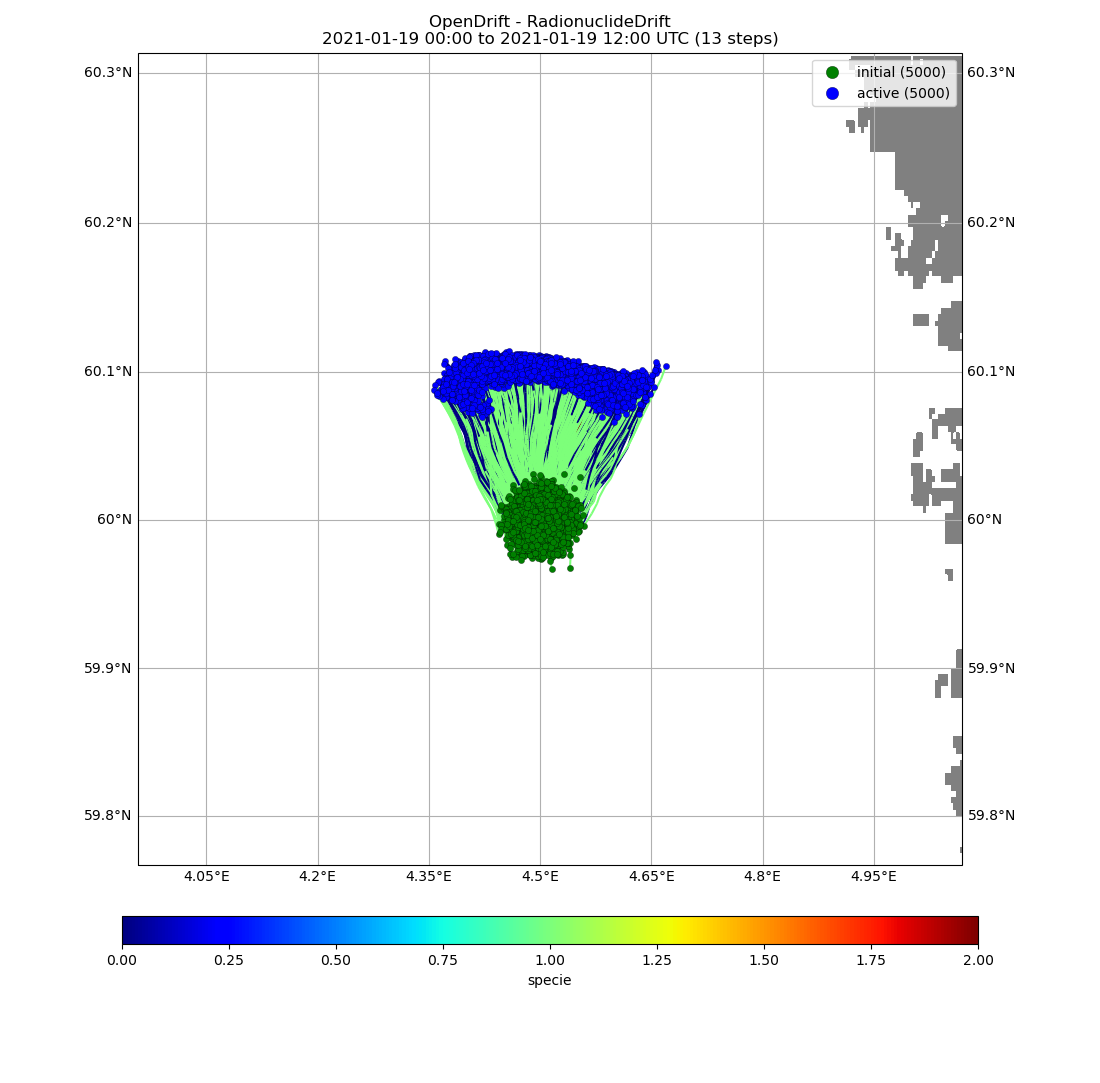 OpenDrift - RadionuclideDrift
2021-01-19 00:00 to 2021-01-19 12:00 UTC (13 steps)
initial (5000)
active (5000)
60.3°N 60.3°N
60.2°N 60.2°N
60.1°N 60.1°N
60°N 60°N
59.9°N 59.9°N
59.8°N 59.8°N
4.05°E 4.2°E 4.35°E 4.5°E 4.65°E 4.8°E 4.95°E
0.00 0.25 0.50 0.75 1.00 1.25 1.50 1.75 2.00
specie